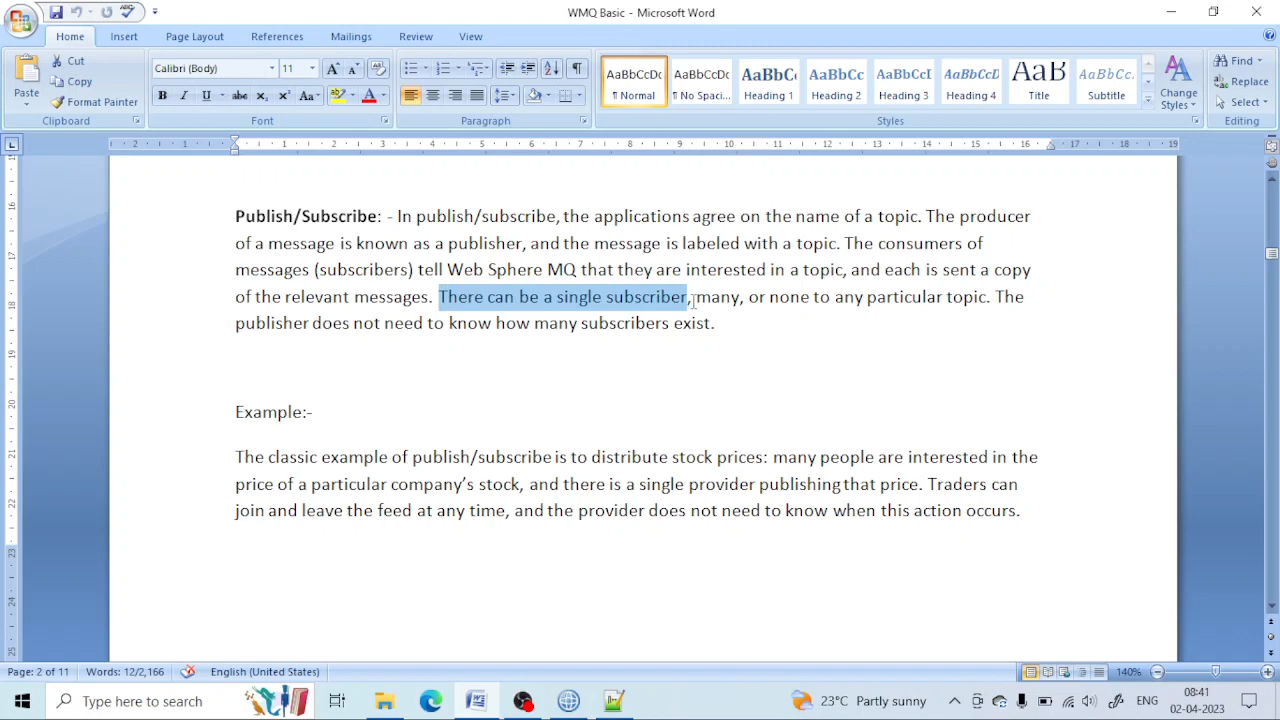 WMQ Basic - Microsoft Word
Home Insert Page Layout References Mailings Review View
Paste Cut Copy Format Painter Clipboard
Calibri (Body) 11 Font
Paragraph
AaBbCcDc AaBbCcDc AaBbC AaBbCc AaBbCcI AaBbCcI AaB AaBbCc.
¶ Normal ¶ No Spaci... Heading 1 Heading 2 Heading 3 Heading 4 Title Subtitle
Change Styles Styles
Find Replace Select Editing
Publish/Subscribe: - In publish/subscribe, the applications agree on the name of a topic. The producer
of a message is known as a publisher, and the message is labeled with a topic. The consumers of
messages (subscribers) tell Web Sphere MQ that they are interested in a topic, and each is sent a copy
of the relevant messages. There can be a single subscriber, many, or none to any particular topic. The
publisher does not need to know how many subscribers exist.
Example:-
The classic example of publish/subscribe is to distribute stock prices: many people are interested in the
price of a particular company’s stock, and there is a single provider publishing that price. Traders can
join and leave the feed at any time, and the provider does not need to know when this action occurs.
Page: 2 of 11 Words: 12/2,166 English (United States) 140%
Type here to search 23°C Partly sunny ENG 08:41
02-04-2023